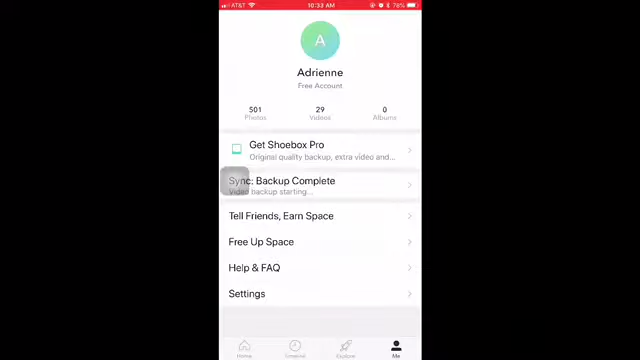 AT&T 10:33 AM 76%
A
Adrienne
Free Account
501 29 0
Photos Videos Albums
Get Shoebox Pro
Original quality backup, extra video and...
Sync: Backup Complete
Video backup starting...
Tell Friends, Earn Space
Free Up Space
Help & FAQ
Settings
Home Timeline Explore Me